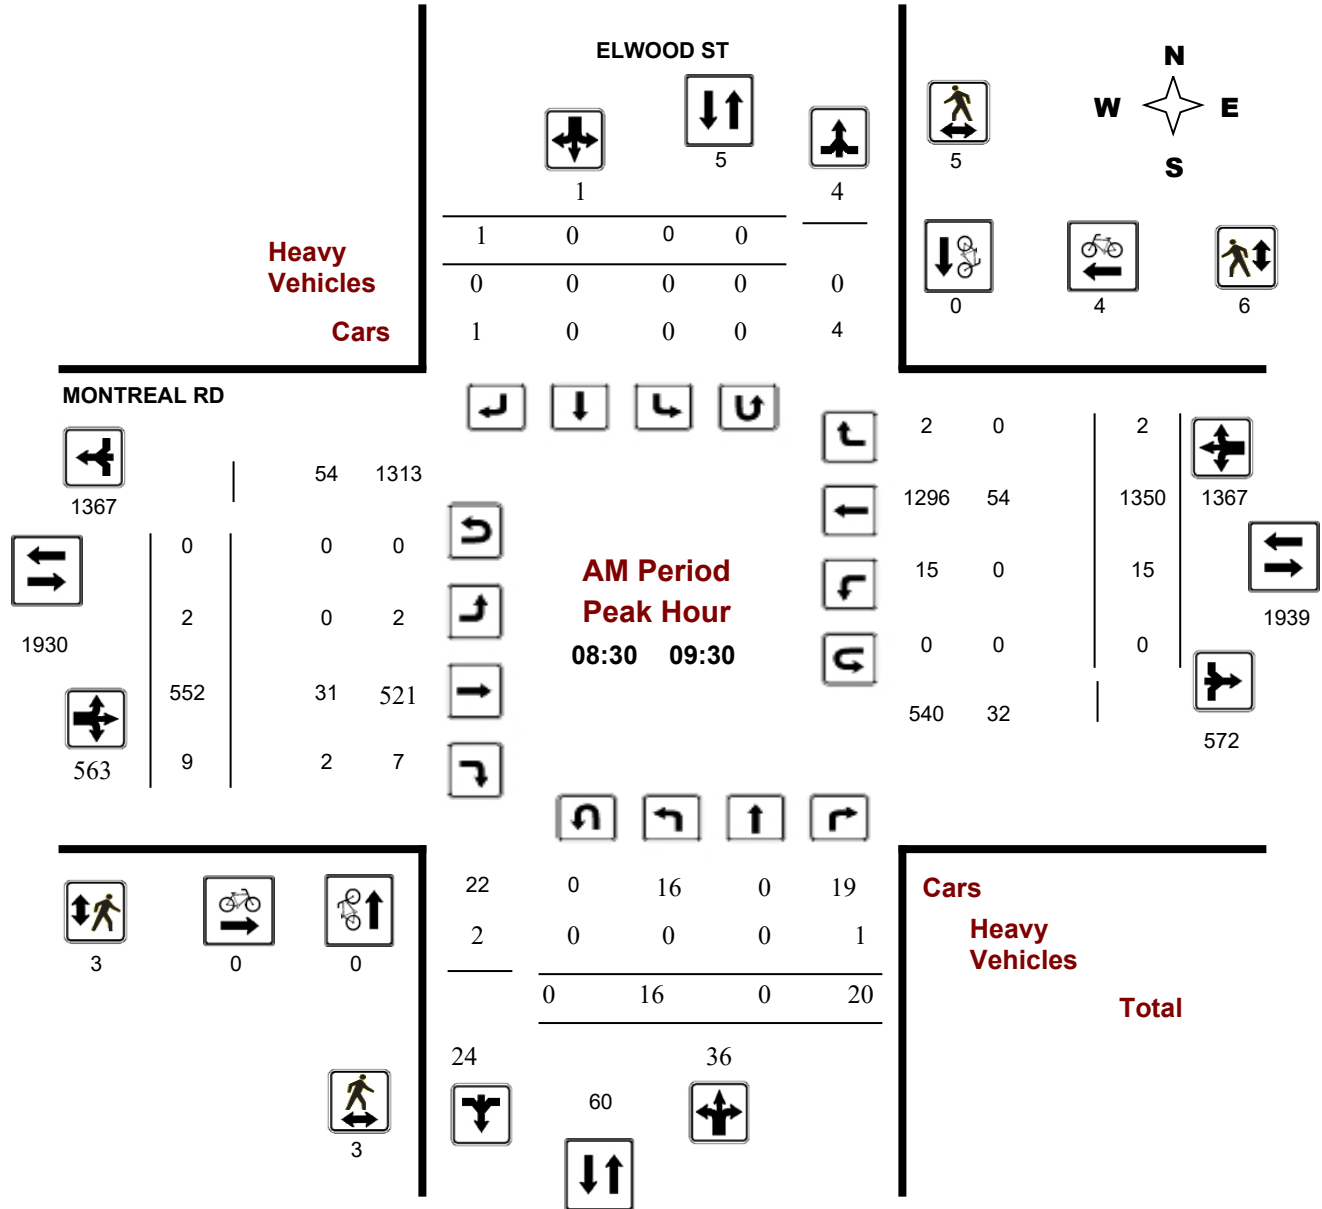 ELWOOD ST
N
W E
S
5
5
1 4
1 0 0 0
Heavy
Vehicles
0 0 0 0 0
Cars
1 0 0 0 4
0 4 6
MONTREAL RD
1367
54 1313
0 0 0
2 0 2
1930
552 31 521
563
9 2 7
AM Period
Peak Hour
08:30 09:30
2 0 2
1296 54 1350 1367
15 0 15
1939
0 0 0
540 32
572
22 0 16 0 19
Cars
2 0 0 0 1
Heavy
Vehicles
0 16 0 20
Total
3 0 0
24 36
60
3